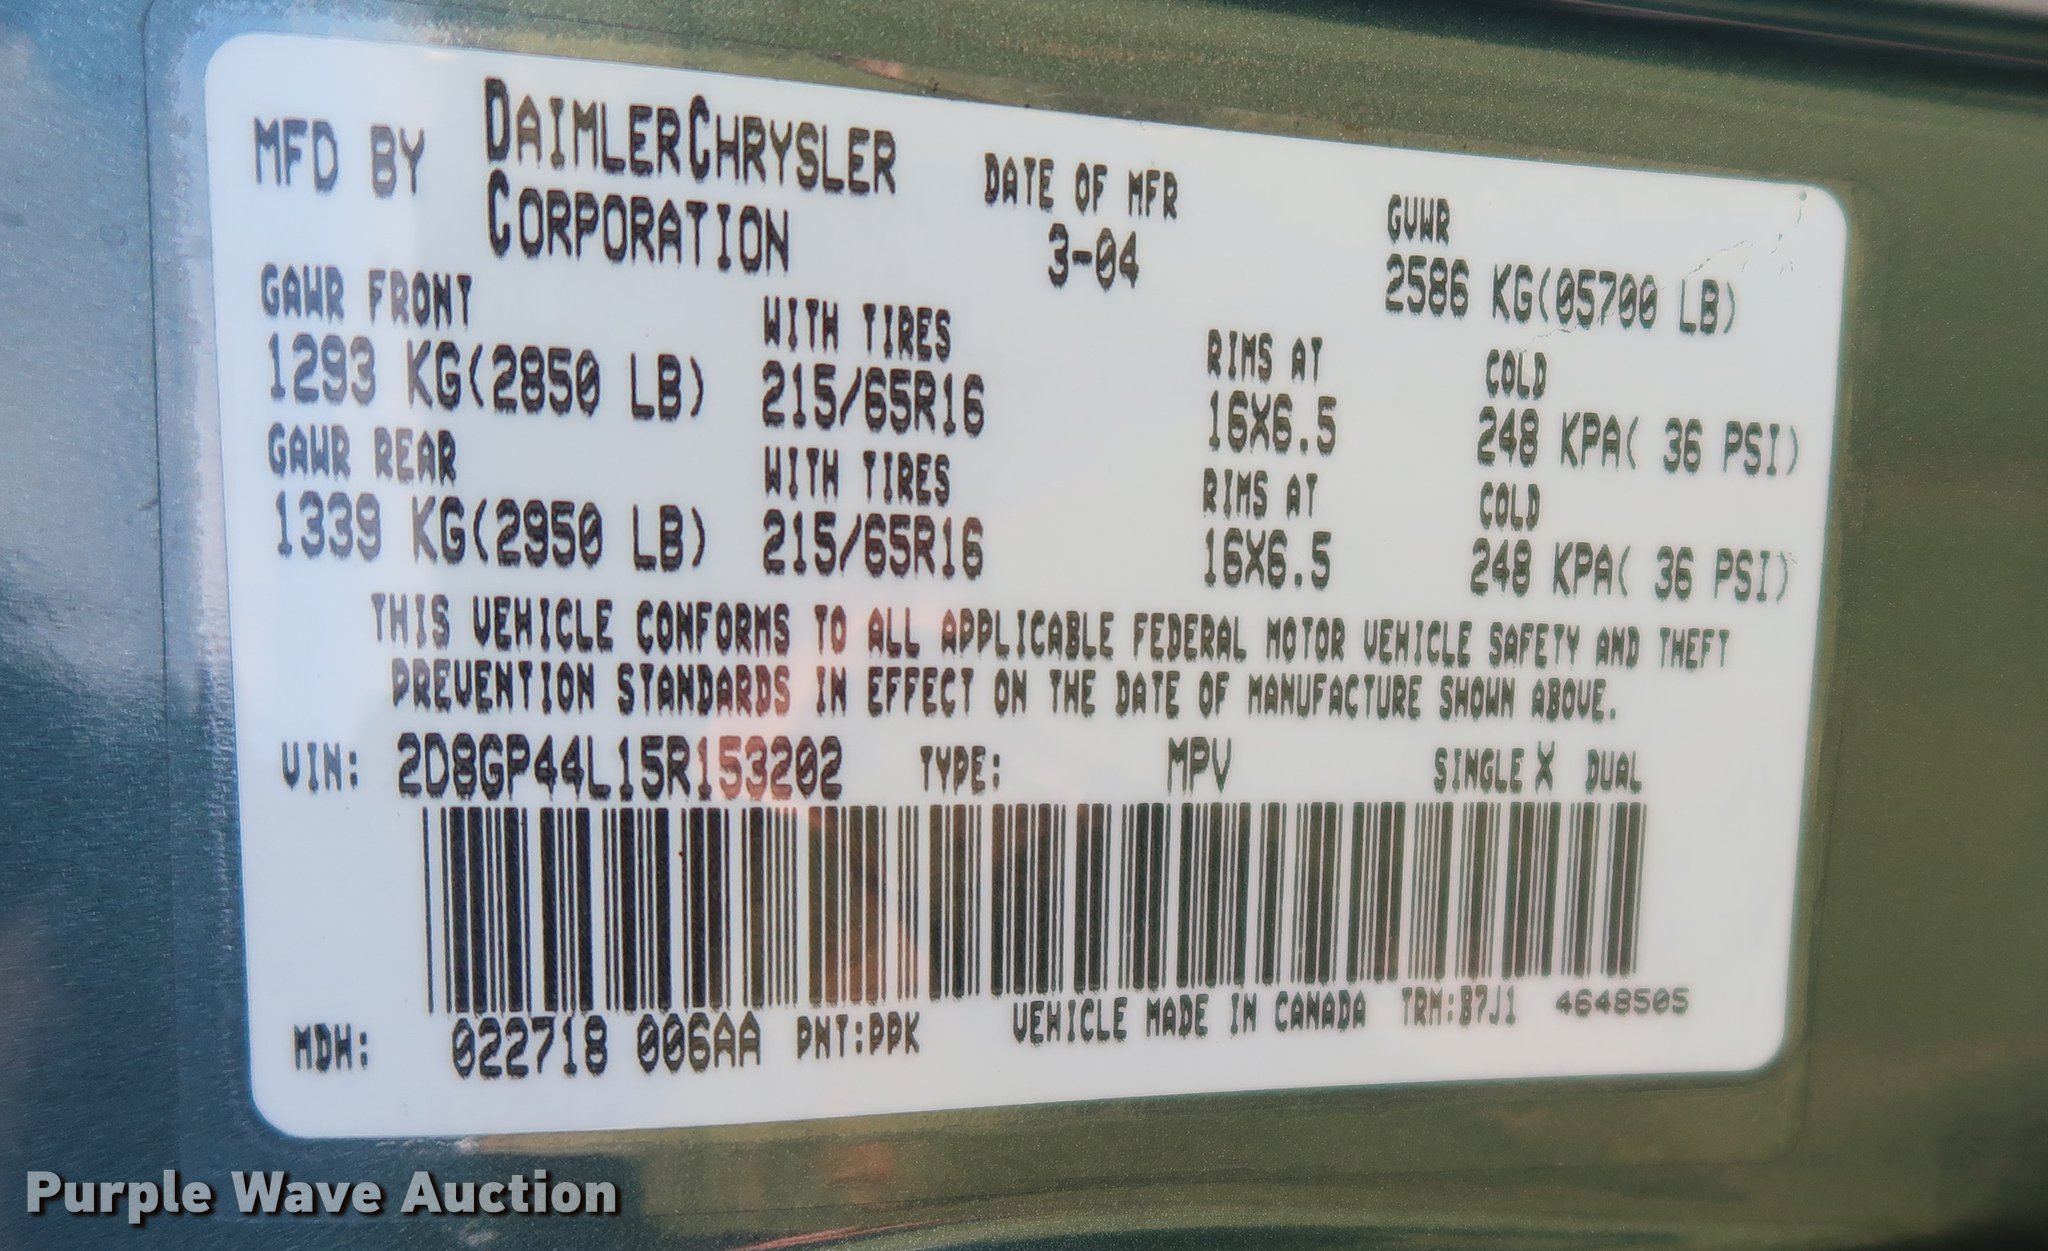 MFD BY DAIMLERCHRYSLER CORPORATION DATE OF MFR 3-04 GVWR 2586 KG(05700 LB)
GAWR FRONT WITH TIRES RIMS AT COLD
1293 KG(2850 LB) 215/65R16 16X6.5 248 KPA( 36 PSI)
GAWR REAR WITH TIRES RIMS AT COLD
1339 KG(2950 LB) 215/65R16 16X6.5 248 KPA( 36 PSI)
THIS VEHICLE CONFORMS TO ALL APPLICABLE FEDERAL MOTOR VEHICLE SAFETY AND THEFT
PREVENTION STANDARDS IN EFFECT ON THE DATE OF MANUFACTURE SHOWN ABOVE.
VIN: 2D8GP44L15R153202 TYPE: MPV SINGLE X DUAL
MDH: 022718 006AA PNT:PPK VEHICLE MADE IN CANADA TRM:B7J1 4648505
Purple Wave Auction